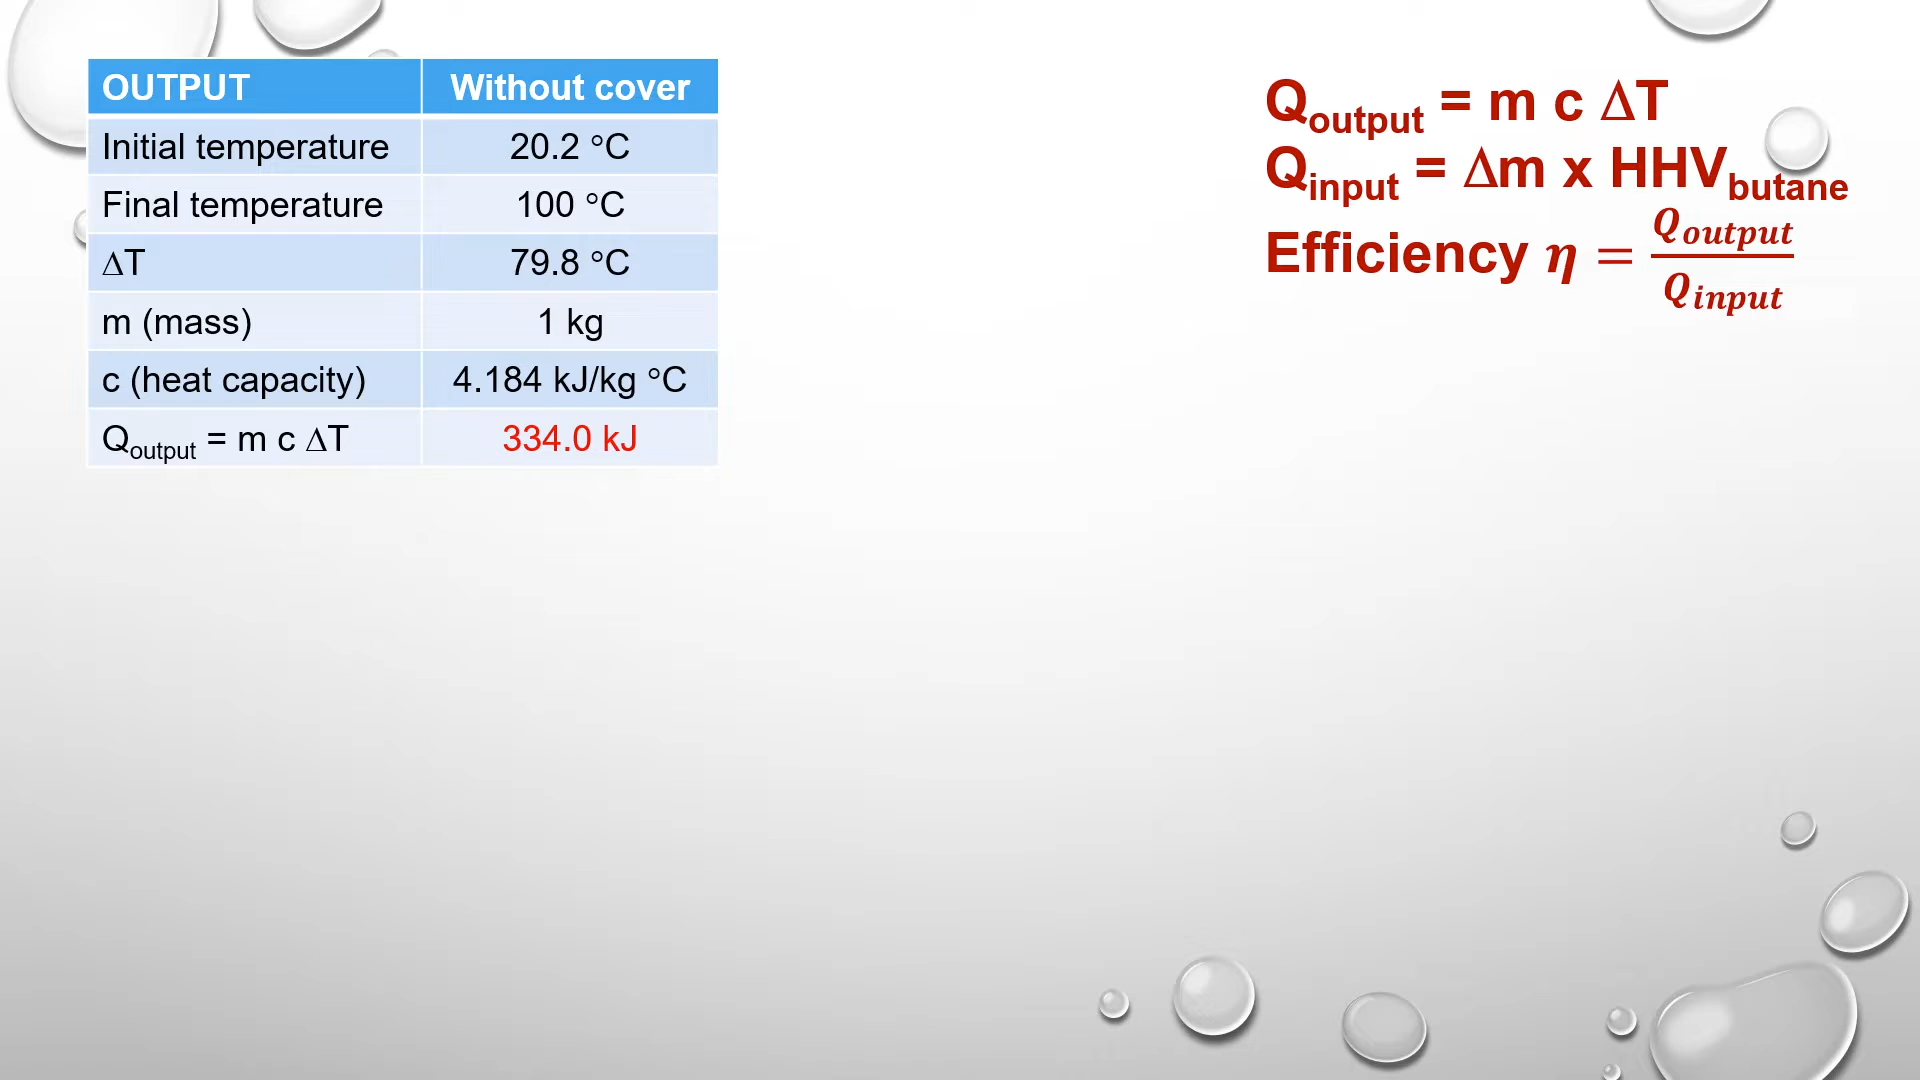 OUTPUT Without cover
Initial temperature 20.2 °C
Final temperature 100 °C
ΔT 79.8 °C
m (mass) 1 kg
c (heat capacity) 4.184 kJ/kg °C
Qoutput = m c ΔT 334.0 kJ
Qoutput = m c ΔT
Qinput = Δm x HHVbutane
Efficiency η = Qoutput / Qinput